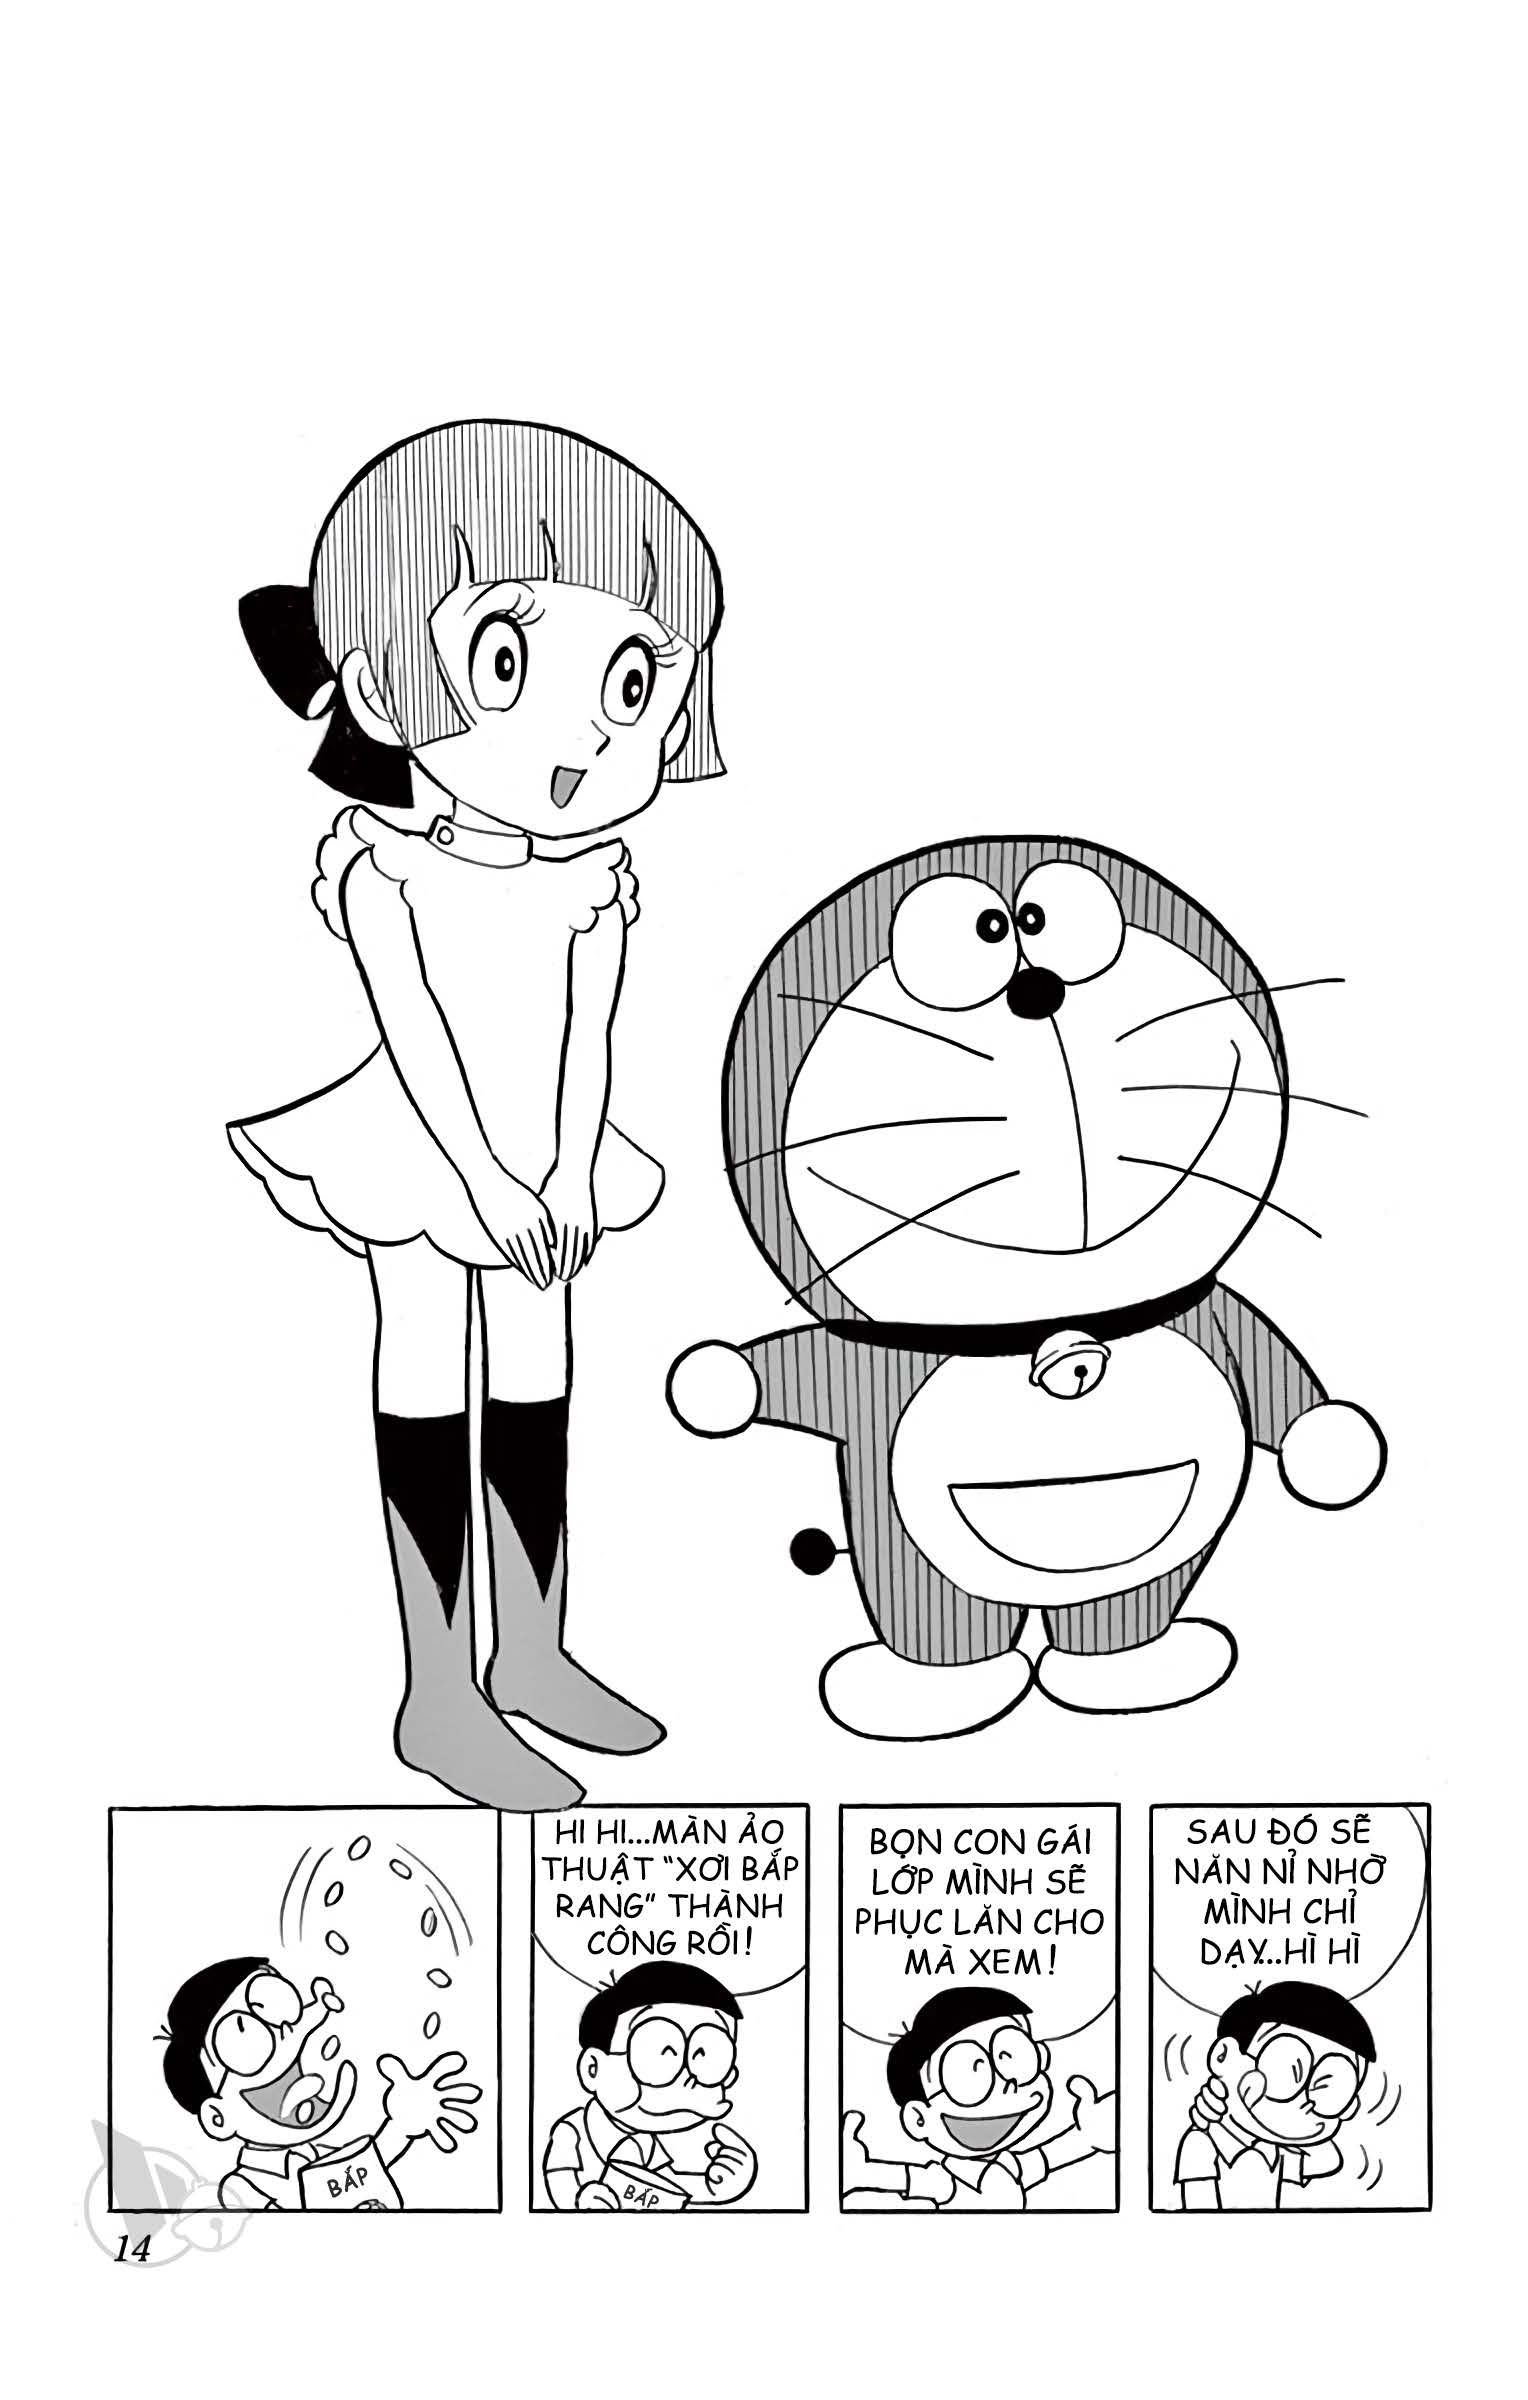 BẮP
HI HI...MÀN ẢO
THUẬT "XƠI BẮP
RANG" THÀNH
CÔNG RỒI!
BẮP
BỌN CON GÁI
LỚP MÌNH SẼ
PHỤC LĂN CHO
MÀ XEM!
SAU ĐÓ SẼ
NĂN NỈ NHỜ
MÌNH CHỈ
DẠY...HÌ HÌ
14